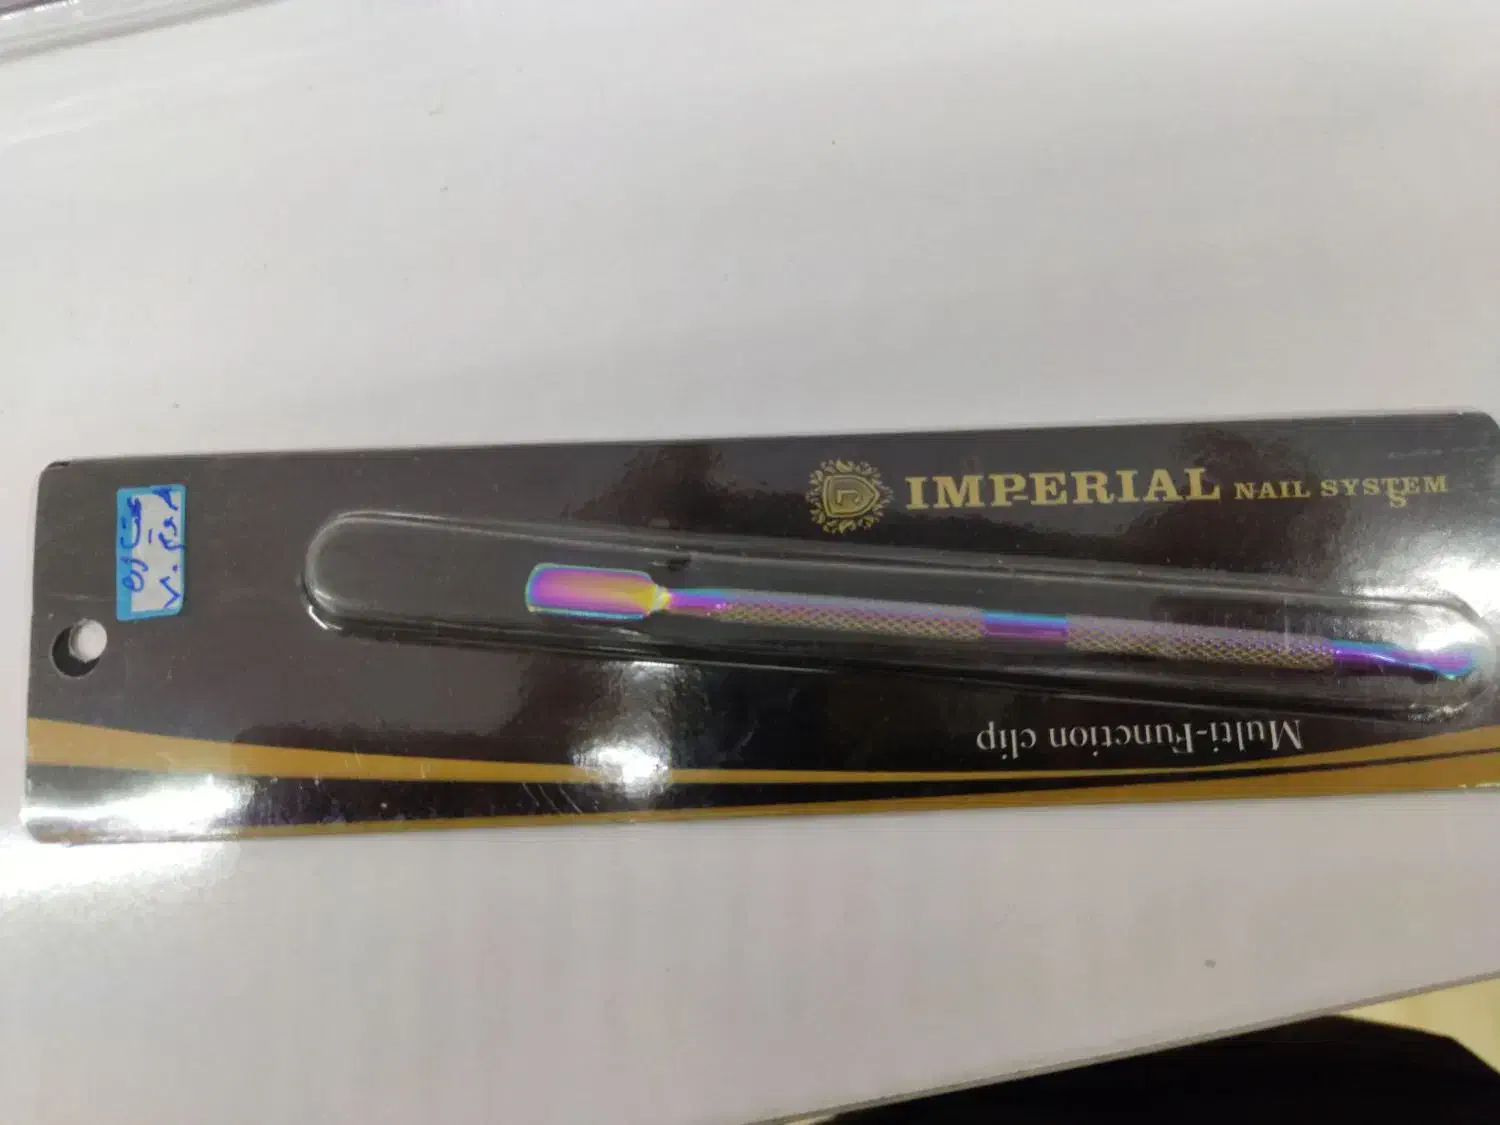 IMPERIAL NAIL SYSTEM
S
Multi-Function clip